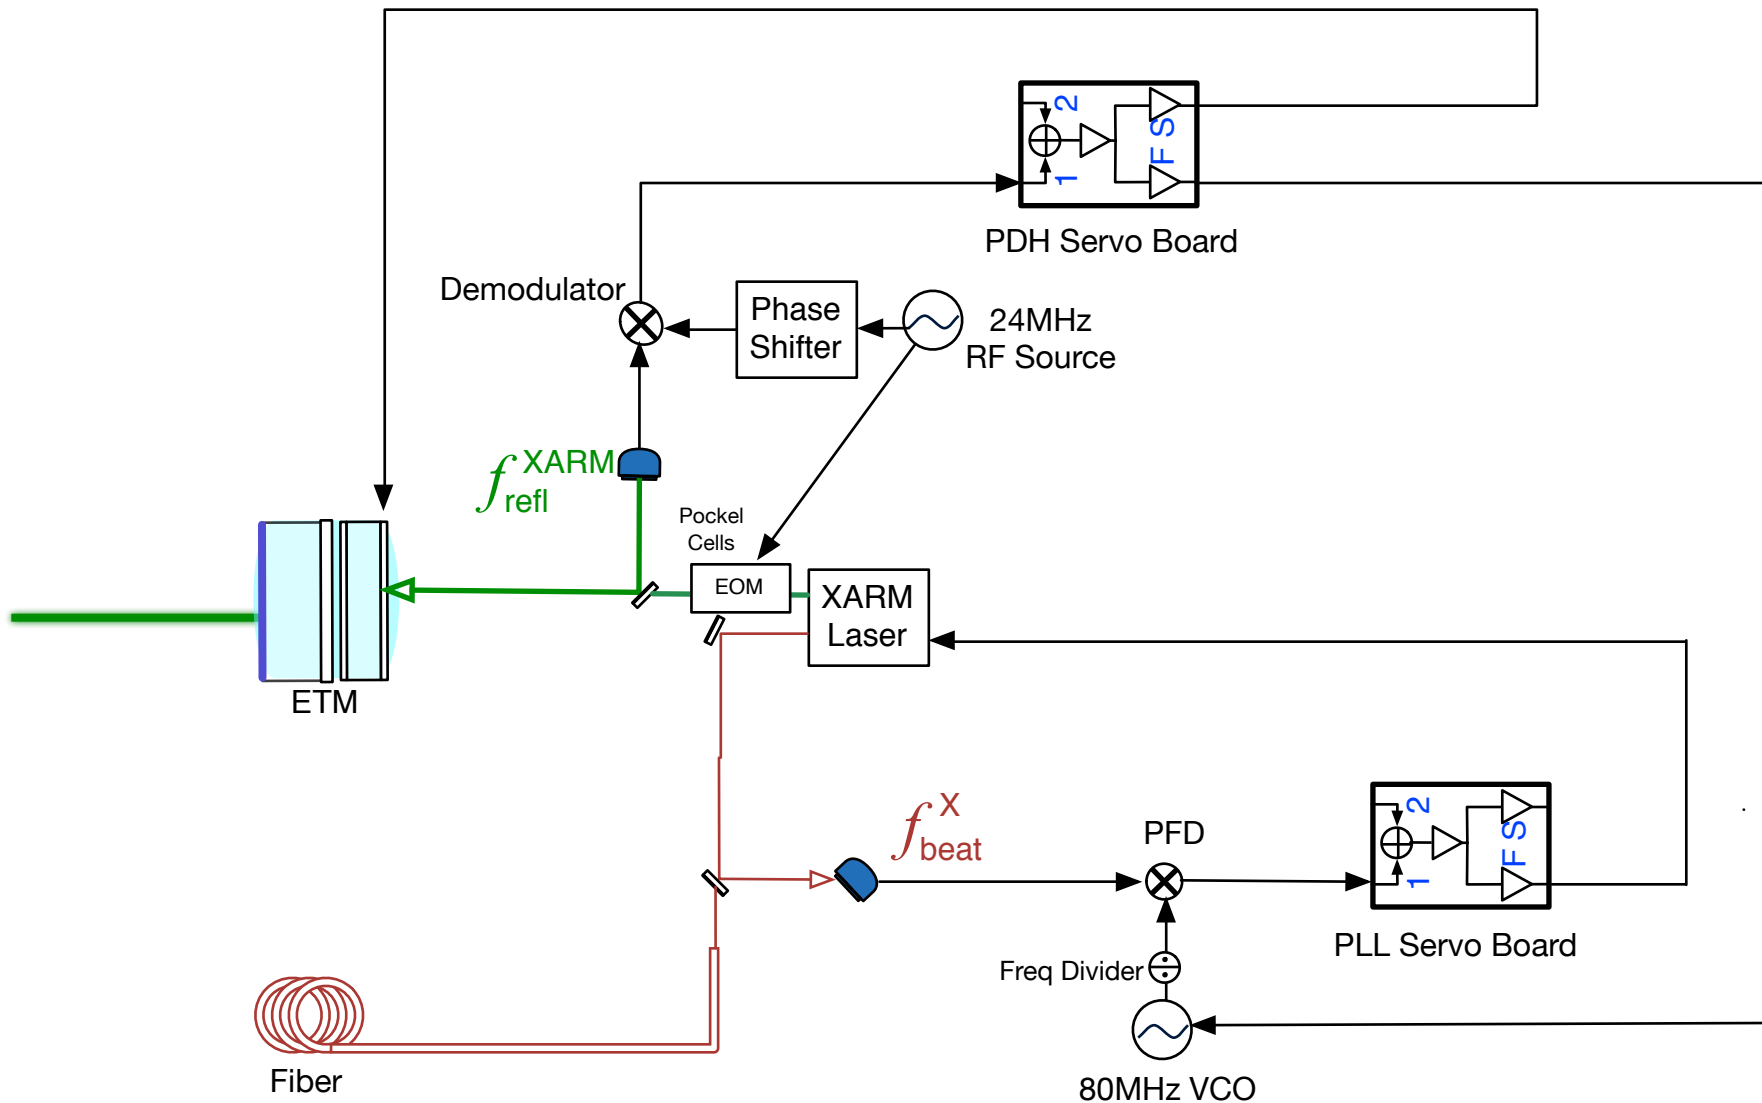 2
1
F S
PDH Servo Board
Demodulator
Phase
Shifter
24MHz
RF Source
f XARM
refl
Pockel
Cells
EOM
XARM
Laser
ETM
f X
beat
PFD
2
1
F S
PLL Servo Board
Freq Divider
Fiber
80MHz VCO